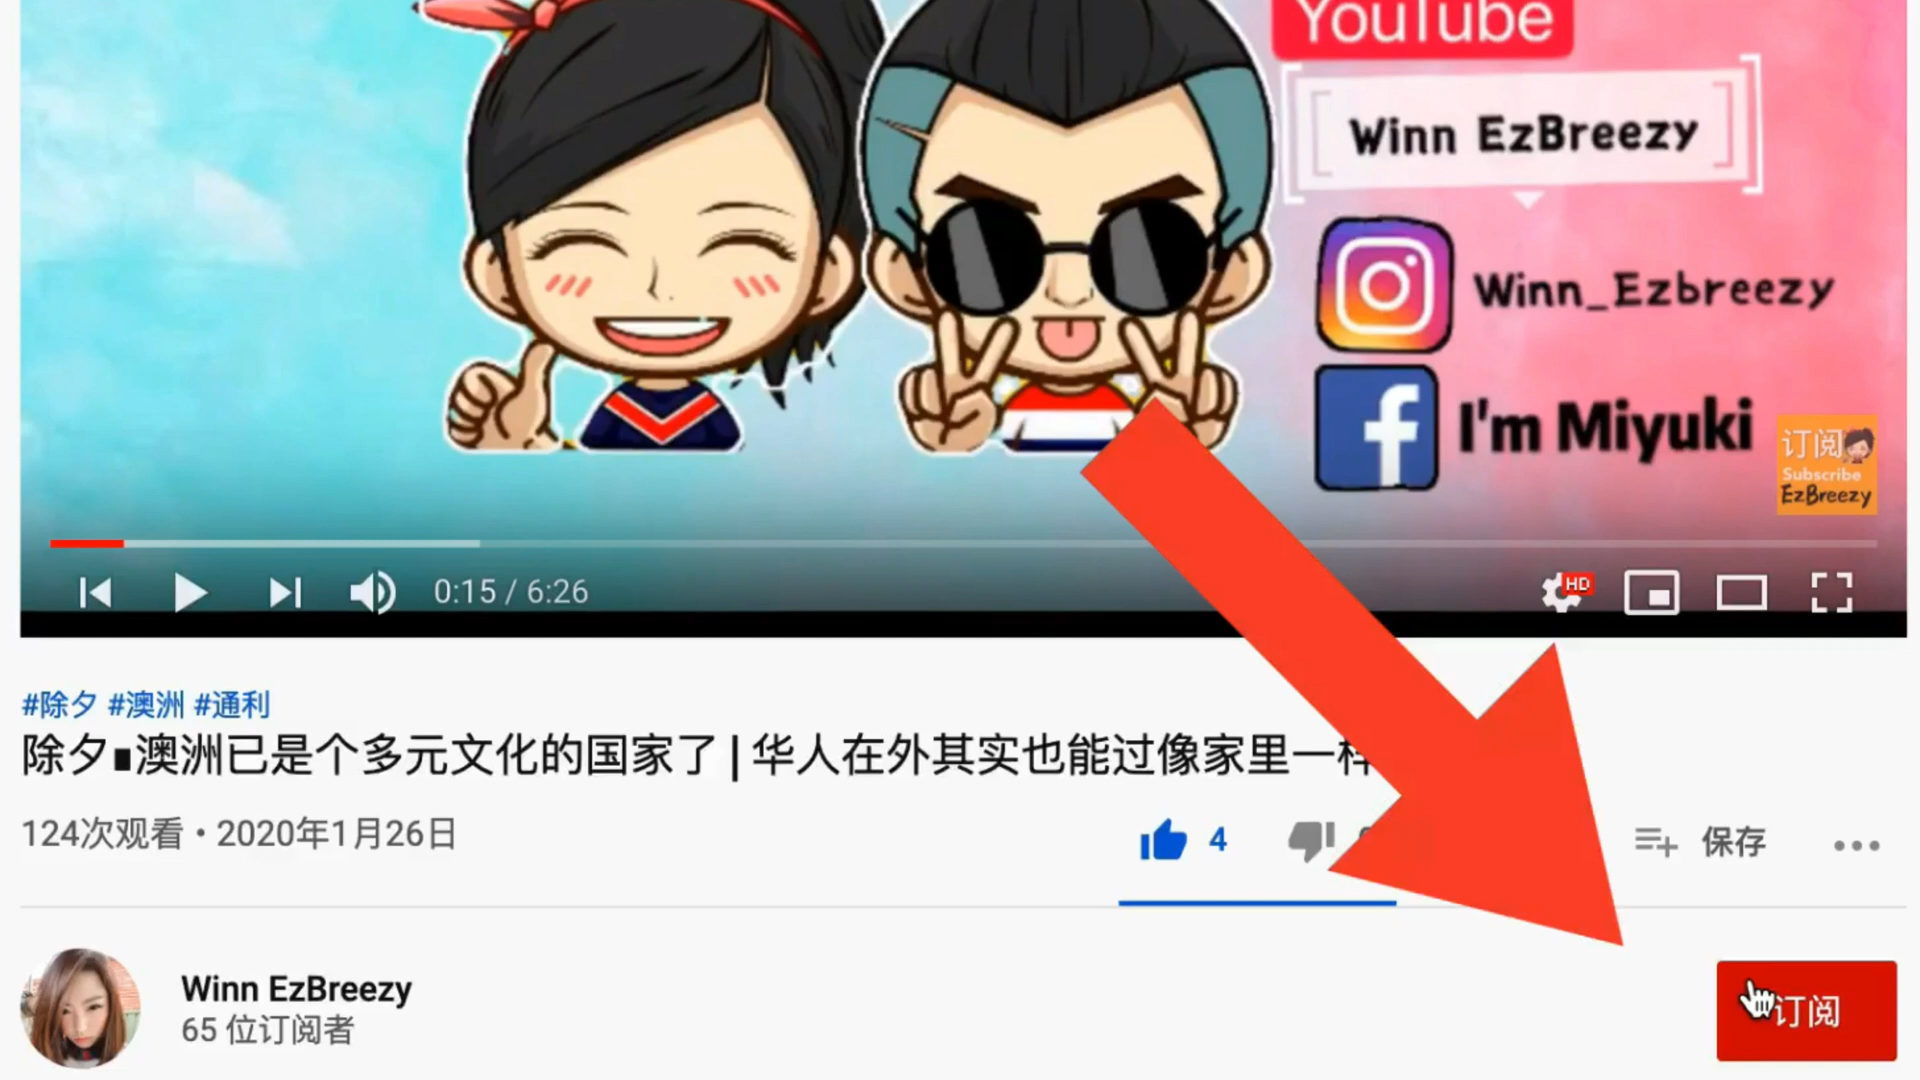 YouTube
Winn EzBreezy
Winn_Ezbreezy
I'm Miyuki
订阅
Subscribe
EzBreezy
0:15 / 6:26
HD
#除夕 #澳洲 #通利
除夕∎澳洲已是个多元文化的国家了 | 华人在外其实也能过像家里一样
124次观看 • 2020年1月26日
4
保存
Winn EzBreezy
65 位订阅者
订阅